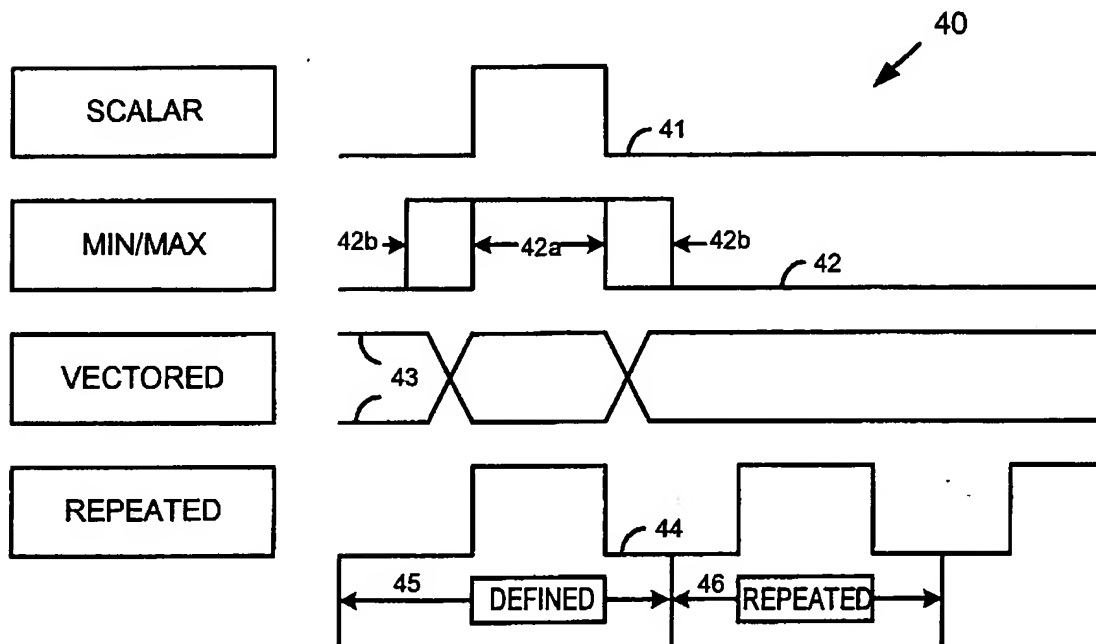 40
SCALAR
41
MIN/MAX
42b 42a 42b
42
VECTORED
43
REPEATED
44
45 DEFINED 46 REPEATED